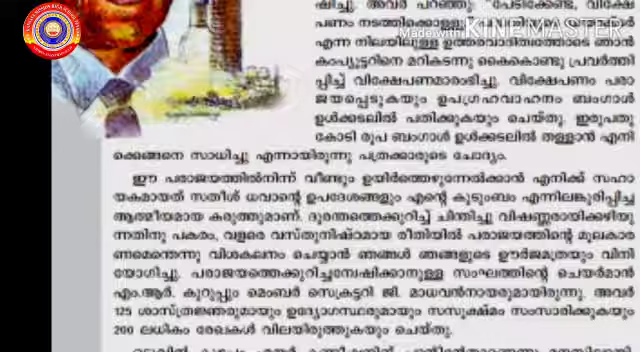 ഷിച്ചു. അവർ പറഞ്ഞു: "പേടിക്കേണ്ട, വിക്ഷേ
പണം നടത്തിക്കൊള്ളൂ
Made with KINEMASTER
എന്ന നിലയിലുള്ള ഉത്തരവാദിത്വത്തോടെ ഞാൻ
കംപ്യൂട്ടറിനെ മറികടന്നു കൈകൊണ്ടു പ്രവർത്തി
പ്പിച്ച് വിക്ഷേപണമാരംഭിച്ചു. വിക്ഷേപണം പരാ
ജയപ്പെടുകയും ഉപഗ്രഹവാഹനം ബംഗാൾ
ഉൾക്കടലിൽ പതിക്കുകയും ചെയ്തു. ഇരുപതു
കോടി രൂപ ബംഗാൾ ഉൾക്കടലിൽ തള്ളാൻ എനി
ക്കെങ്ങനെ സാധിച്ചു എന്നായിരുന്നു പത്രക്കാരുടെ ചോദ്യം.
ഈ പരാജയത്തിൽനിന്ന് വീണ്ടും ഉയിർത്തെഴുന്നേൽക്കാൻ എനിക്ക് സഹാ
യകമായത് സതീശ് ധവാന്റെ ഉപദേശങ്ങളും എന്റെ കുടുംബം എന്നിലങ്കുരിപ്പിച്ച
ആത്മീയമായ കരുത്തുമാണ്. ദുരന്തത്തെക്കുറിച്ച് ചിന്തിച്ചു വിഷണ്ണരായിക്കഴിയു
ന്നതിനു പകരം, വളരെ വസ്തുനിഷ്ഠമായ രീതിയിൽ പരാജയത്തിന്റെ മൂലകാര
ണമെന്തെന്നു വിശകലനം ചെയ്യാൻ ഞങ്ങൾ ഞങ്ങളുടെ ഊർജമത്രയും വിനി
യോഗിച്ചു. പരാജയത്തെക്കുറിച്ചന്വേഷിക്കാനുള്ള സംഘത്തിന്റെ ചെയർമാൻ
എം.ആർ. കുറുപ്പും മെമ്പർ സെക്രട്ടറി ജി. മാധവൻനായരുമായിരുന്നു. അവർ
125 ശാസ്ത്രജ്ഞരുമായും ഉദ്യോഗസ്ഥരുമായും സസൂക്ഷ്മം സംസാരിക്കുകയും
200 ലധികം രേഖകൾ വിലയിരുത്തുകയും ചെയ്തു.